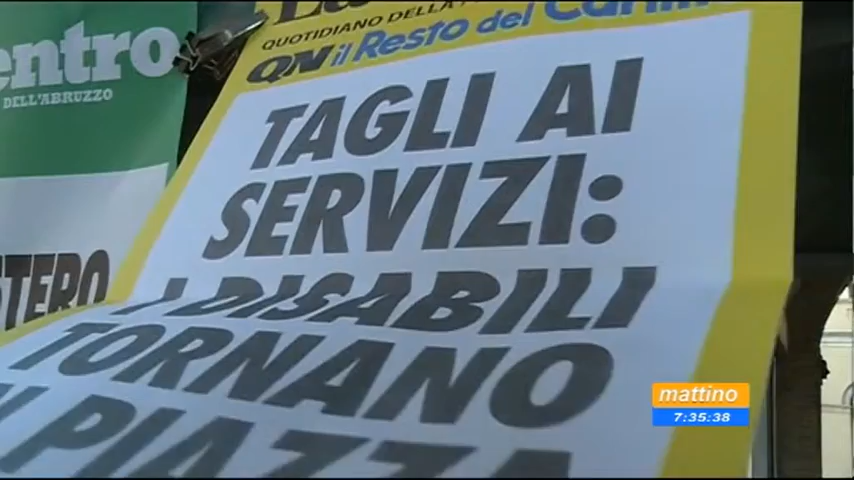 entro
DELL'ABRUZZO
QUOTIDIANO DELLA
QN il Resto del Carlino
TAGLI AI
SERVIZI:
I DISABILI
TORNANO
IN PIAZZA
STERO
mattino
7:35:38